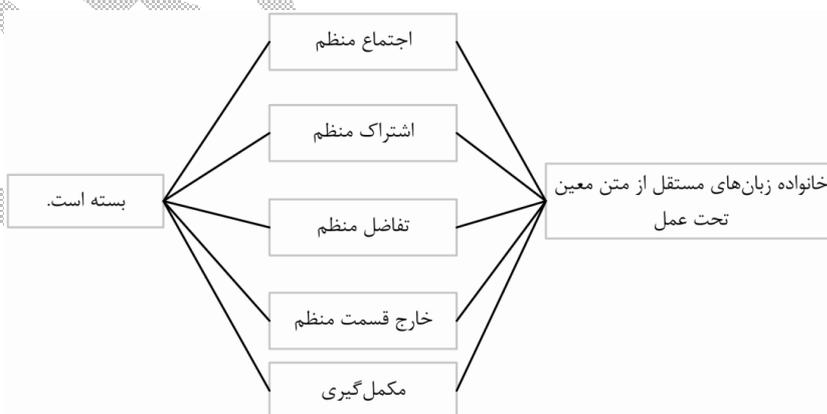 خانواده زبان‌های مستقل از متن معین
تحت عمل
اجتماع منظم
اشتراک منظم
تفاضل منظم
خارج قسمت منظم
مکمل‌گیری
بسته است.